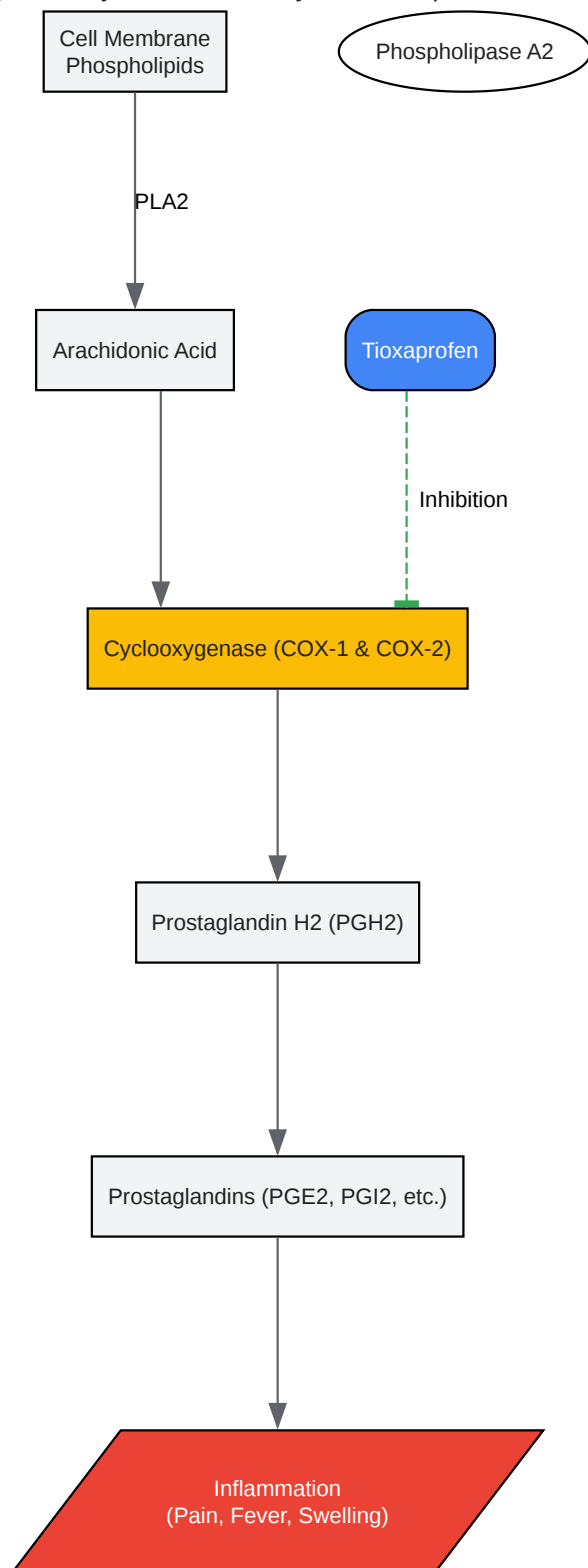 Cell Membrane
Phospholipids
Phospholipase A2
PLA2
Arachidonic Acid
Tioxaprofen
Inhibition
Cyclooxygenase (COX-1 & COX-2)
Prostaglandin H2 (PGH2)
Prostaglandins (PGE2, PGI2, etc.)
Inflammation
(Pain, Fever, Swelling)